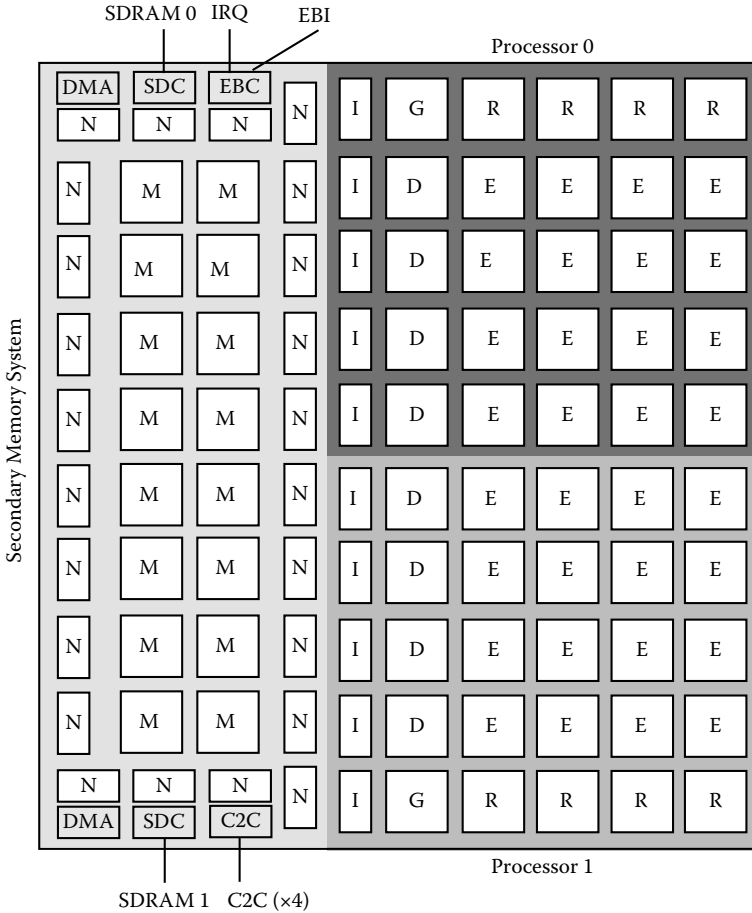 SDRAM 0 IRQ EBI
Processor 0
DMA SDC EBC N I G R R R R
N N N
N M M N I D E E E E
N M M N I D E E E E
N M M N I D E E E E
N M M N I D E E E E
N M M N I D E E E E
N M M N I D E E E E
N M M N I D E E E E
N M M N I D E E E E
N N N N I G R R R R
DMA SDC C2C
Secondary Memory System
Processor 1
SDRAM 1 C2C (×4)